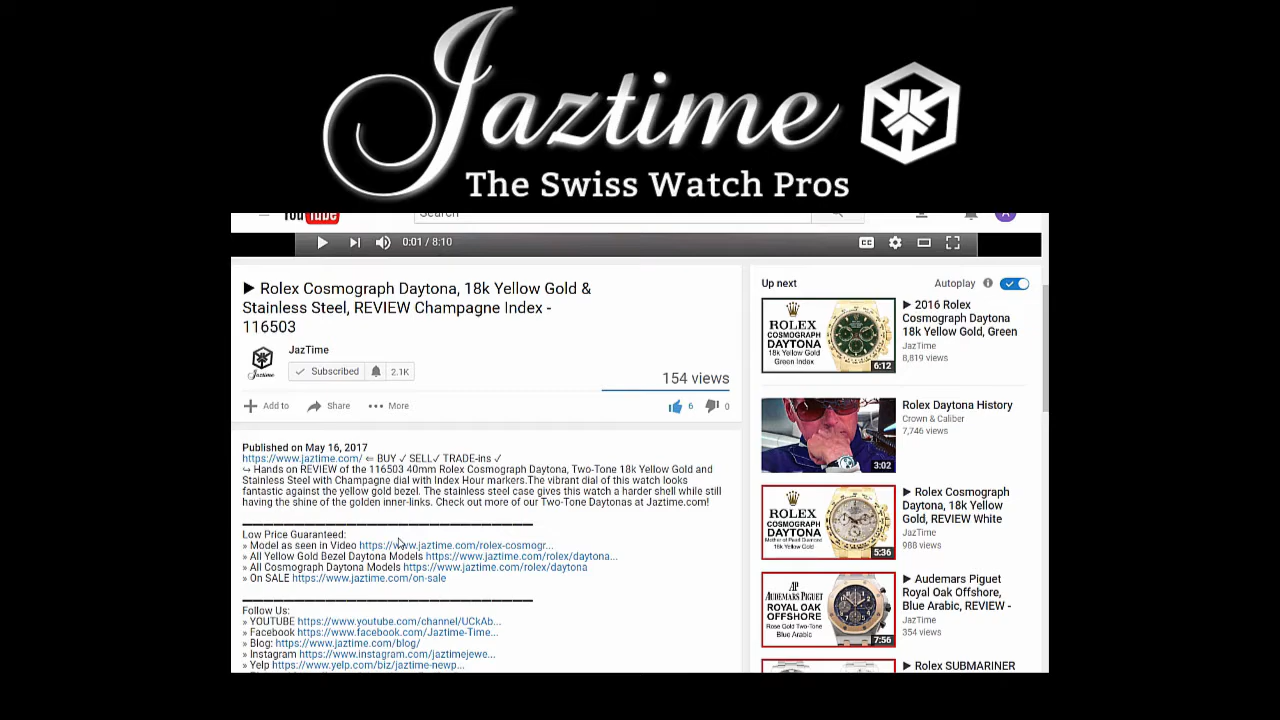 Jaztime
The Swiss Watch Pros
YouTube
Search
0:01 / 8:10
CC
► Rolex Cosmograph Daytona, 18k Yellow Gold &
Stainless Steel, REVIEW Champagne Index -
116503
JazTime
Jaztime
✓ Subscribed 2.1K
154 views
+ Add to Share ••• More
6 0
Published on May 16, 2017
https://www.jaztime.com/ ⇐ BUY ✓ SELL✓ TRADE-ins ✓
↪ Hands on REVIEW of the 116503 40mm Rolex Cosmograph Daytona, Two-Tone 18k Yellow Gold and
Stainless Steel with Champagne dial with Index Hour markers.The vibrant dial of this watch looks
fantastic against the yellow gold bezel. The stainless steel case gives this watch a harder shell while still
having the shine of the golden inner-links. Check out more of our Two-Tone Daytonas at Jaztime.com!
Low Price Guaranteed:
» Model as seen in Video https://www.jaztime.com/rolex-cosmogr...
» All Yellow Gold Bezel Daytona Models https://www.jaztime.com/rolex/daytona...
» All Cosmograph Daytona Models https://www.jaztime.com/rolex/daytona
» On SALE https://www.jaztime.com/on-sale
Follow Us:
» YOUTUBE https://www.youtube.com/channel/UCkAb...
» Facebook https://www.facebook.com/Jaztime-Time...
» Blog: https://www.jaztime.com/blog/
» Instagram https://www.instagram.com/jaztimejewe...
» Yelp https://www.yelp.com/biz/jaztime-newp...
Up next
Autoplay
ROLEX
COSMOGRAPH
DAYTONA
18k Yellow Gold
Green Index
6:12
► 2016 Rolex
Cosmograph Daytona
18k Yellow Gold, Green
JazTime
8,819 views
3:02
Rolex Daytona History
Crown & Caliber
7,746 views
ROLEX
COSMOGRAPH
DAYTONA
Mother of Pearl Diamond
18k Yellow Gold
5:36
► Rolex Cosmograph
Daytona, 18k Yellow
Gold, REVIEW White
JazTime
988 views
AP
AUDEMARS PIGUET
ROYAL OAK
OFFSHORE
Rose Gold Two-Tone
Blue Arabic
7:56
► Audemars Piguet
Royal Oak Offshore,
Blue Arabic, REVIEW -
JazTime
354 views
► Rolex SUBMARINER